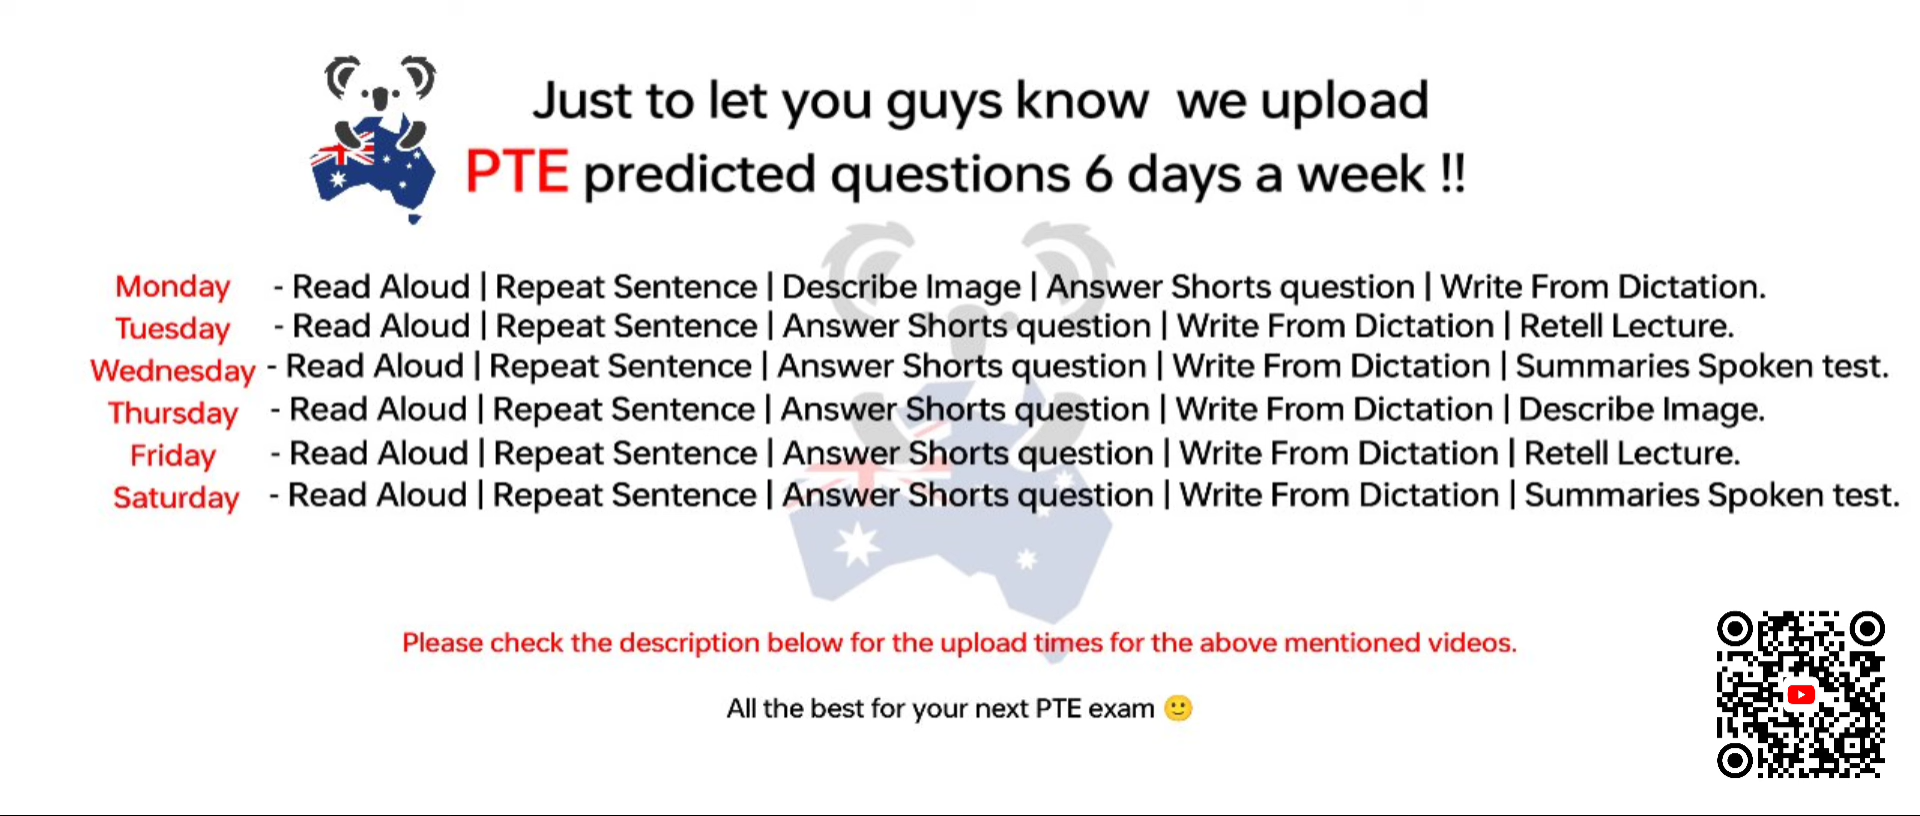 Just to let you guys know we upload
PTE predicted questions 6 days a week !!
Monday - Read Aloud | Repeat Sentence | Describe Image | Answer Shorts question | Write From Dictation.
Tuesday - Read Aloud | Repeat Sentence | Answer Shorts question | Write From Dictation | Retell Lecture.
Wednesday - Read Aloud | Repeat Sentence | Answer Shorts question | Write From Dictation | Summaries Spoken test.
Thursday - Read Aloud | Repeat Sentence | Answer Shorts question | Write From Dictation | Describe Image.
Friday - Read Aloud | Repeat Sentence | Answer Shorts question | Write From Dictation | Retell Lecture.
Saturday - Read Aloud | Repeat Sentence | Answer Shorts question | Write From Dictation | Summaries Spoken test.
Please check the description below for the upload times for the above mentioned videos.
All the best for your next PTE exam 🙂